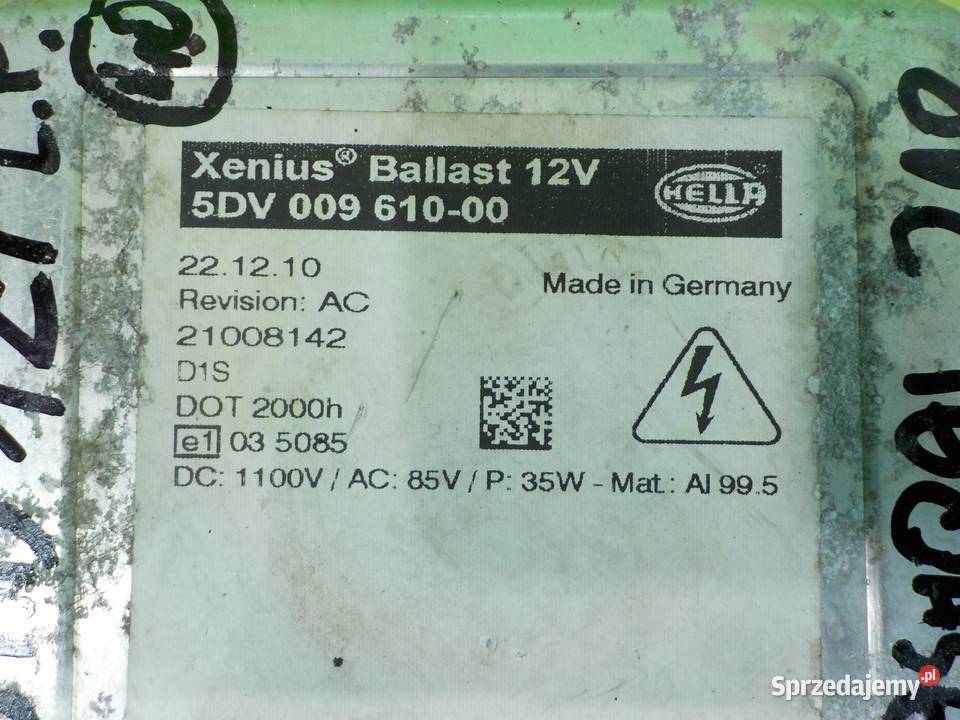 Xenius® Ballast 12V
5DV 009 610-00
HELLA
22.12.10
Made in Germany
Revision: AC
21008142
D1S
DOT 2000h
e1 03 5085
DC: 1100V / AC: 85V / P: 35W - Mat.: Al 99.5
Sprzedajemy.pl